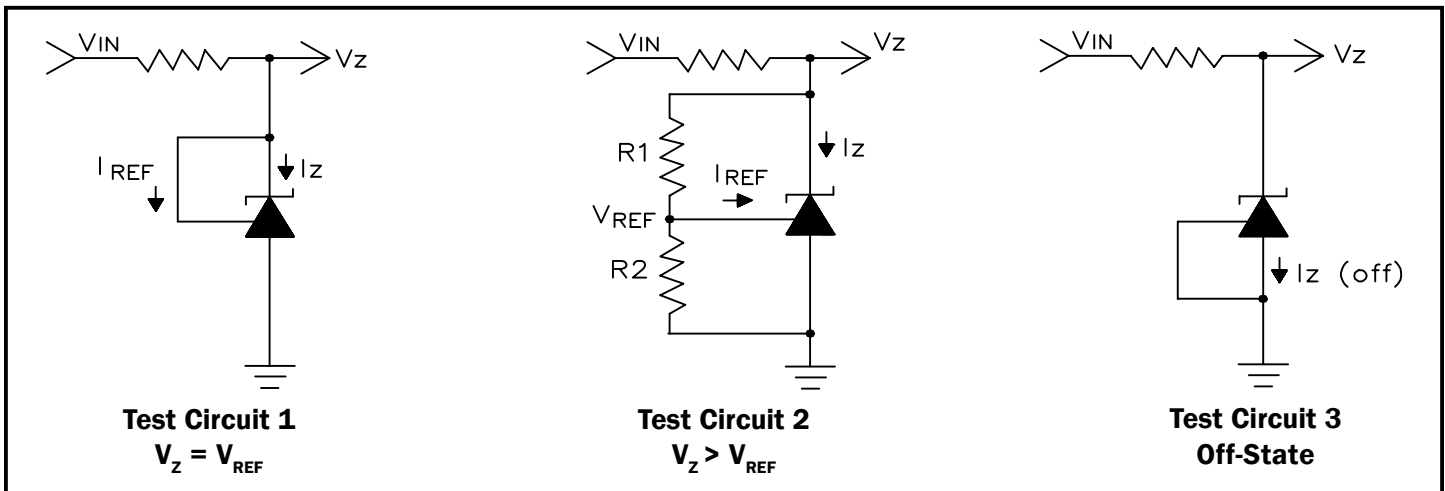 VIN
Vz
IREF
Iz
Test Circuit 1
VZ = VREF
VIN
Vz
R1
Iz
IREF
VREF
R2
Test Circuit 2
VZ > VREF
VIN
Vz
Iz (off)
Test Circuit 3
Off-State